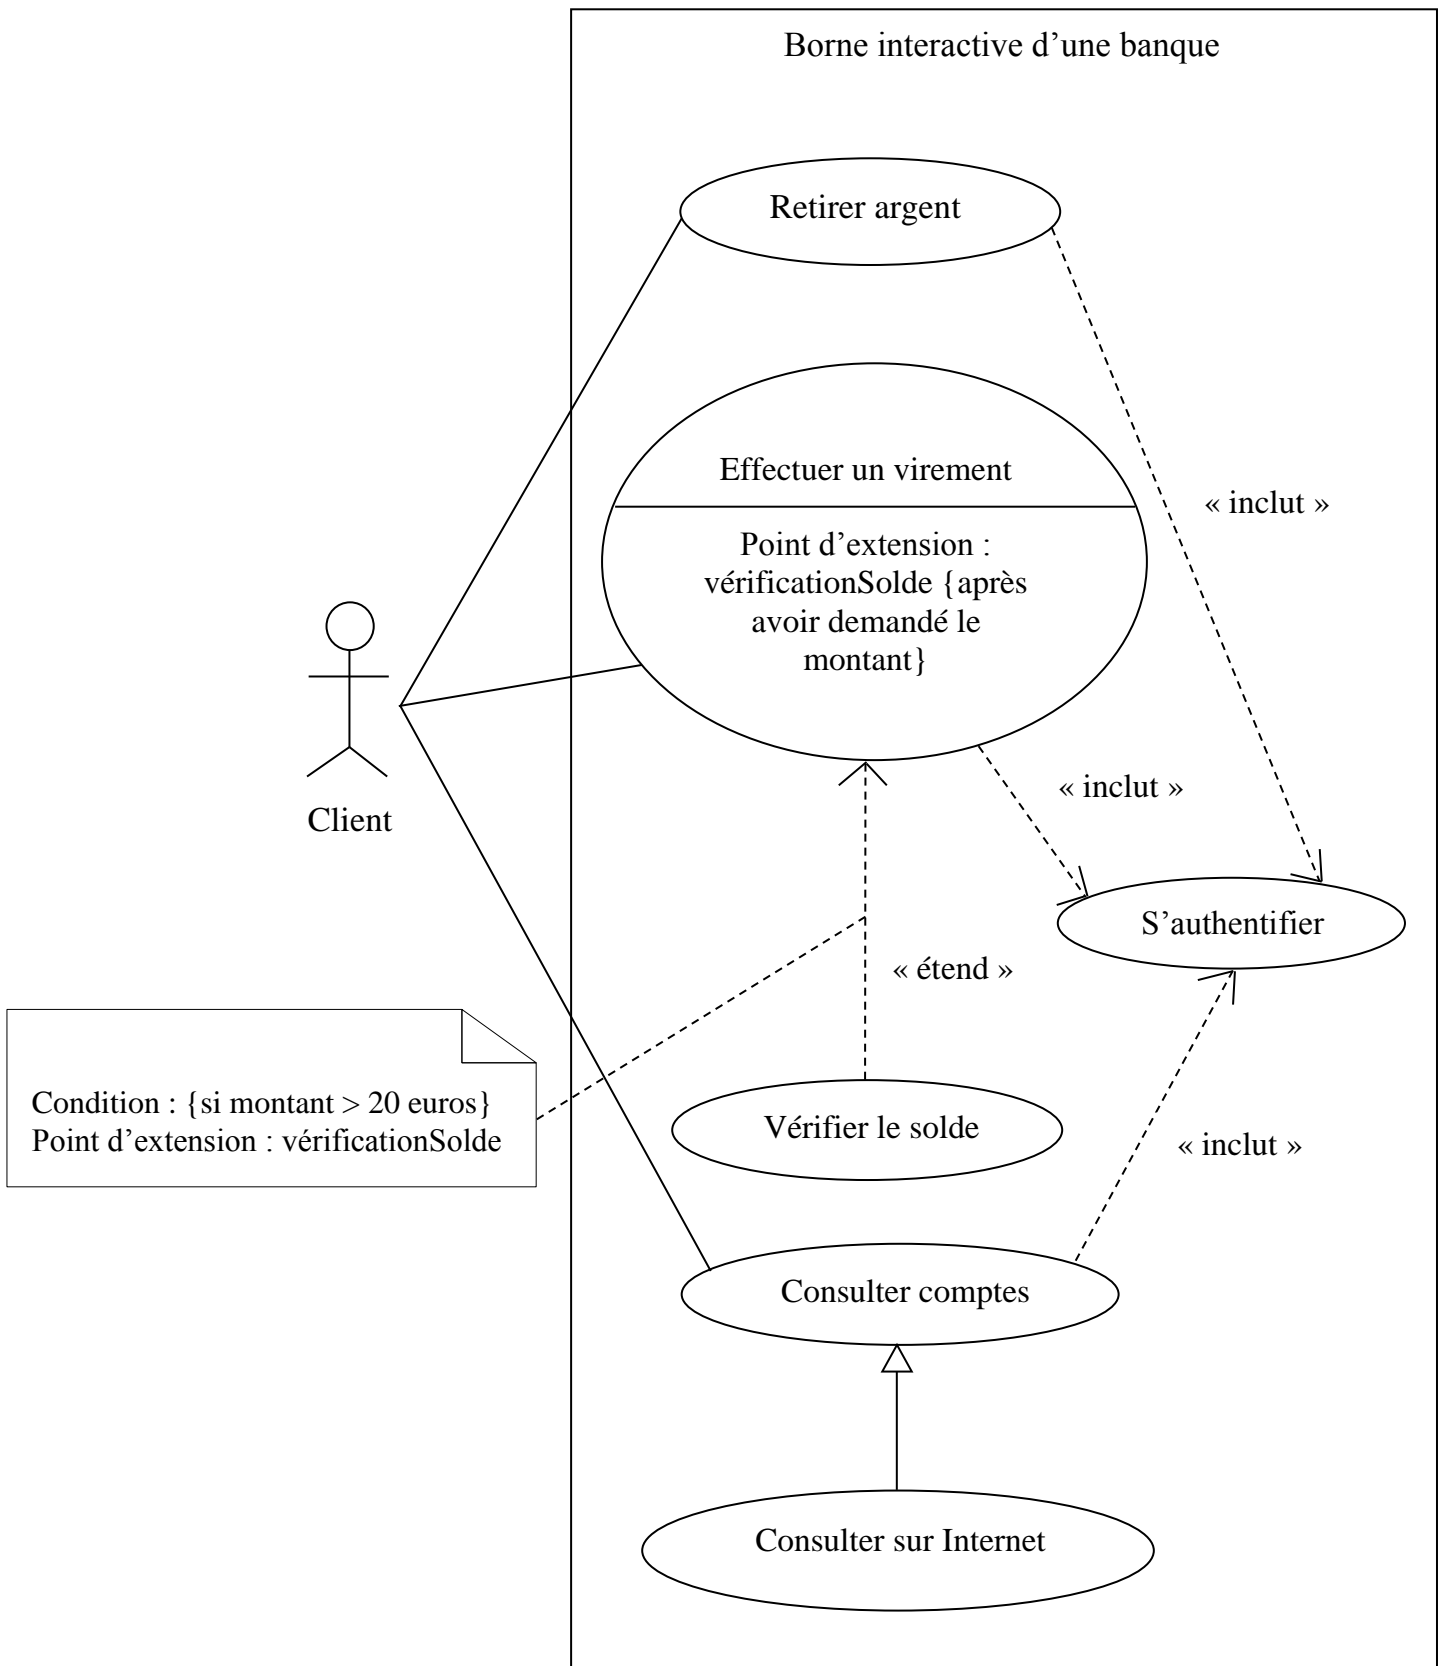 Borne interactive d’une banque
Retirer argent
Effectuer un virement
« inclut »
Point d’extension :
vérificationSolde {après
avoir demandé le
montant}
« inclut »
Client
S’authentifier
« étend »
Condition : {si montant > 20 euros}
Point d’extension : vérificationSolde
Vérifier le solde
« inclut »
Consulter comptes
Consulter sur Internet